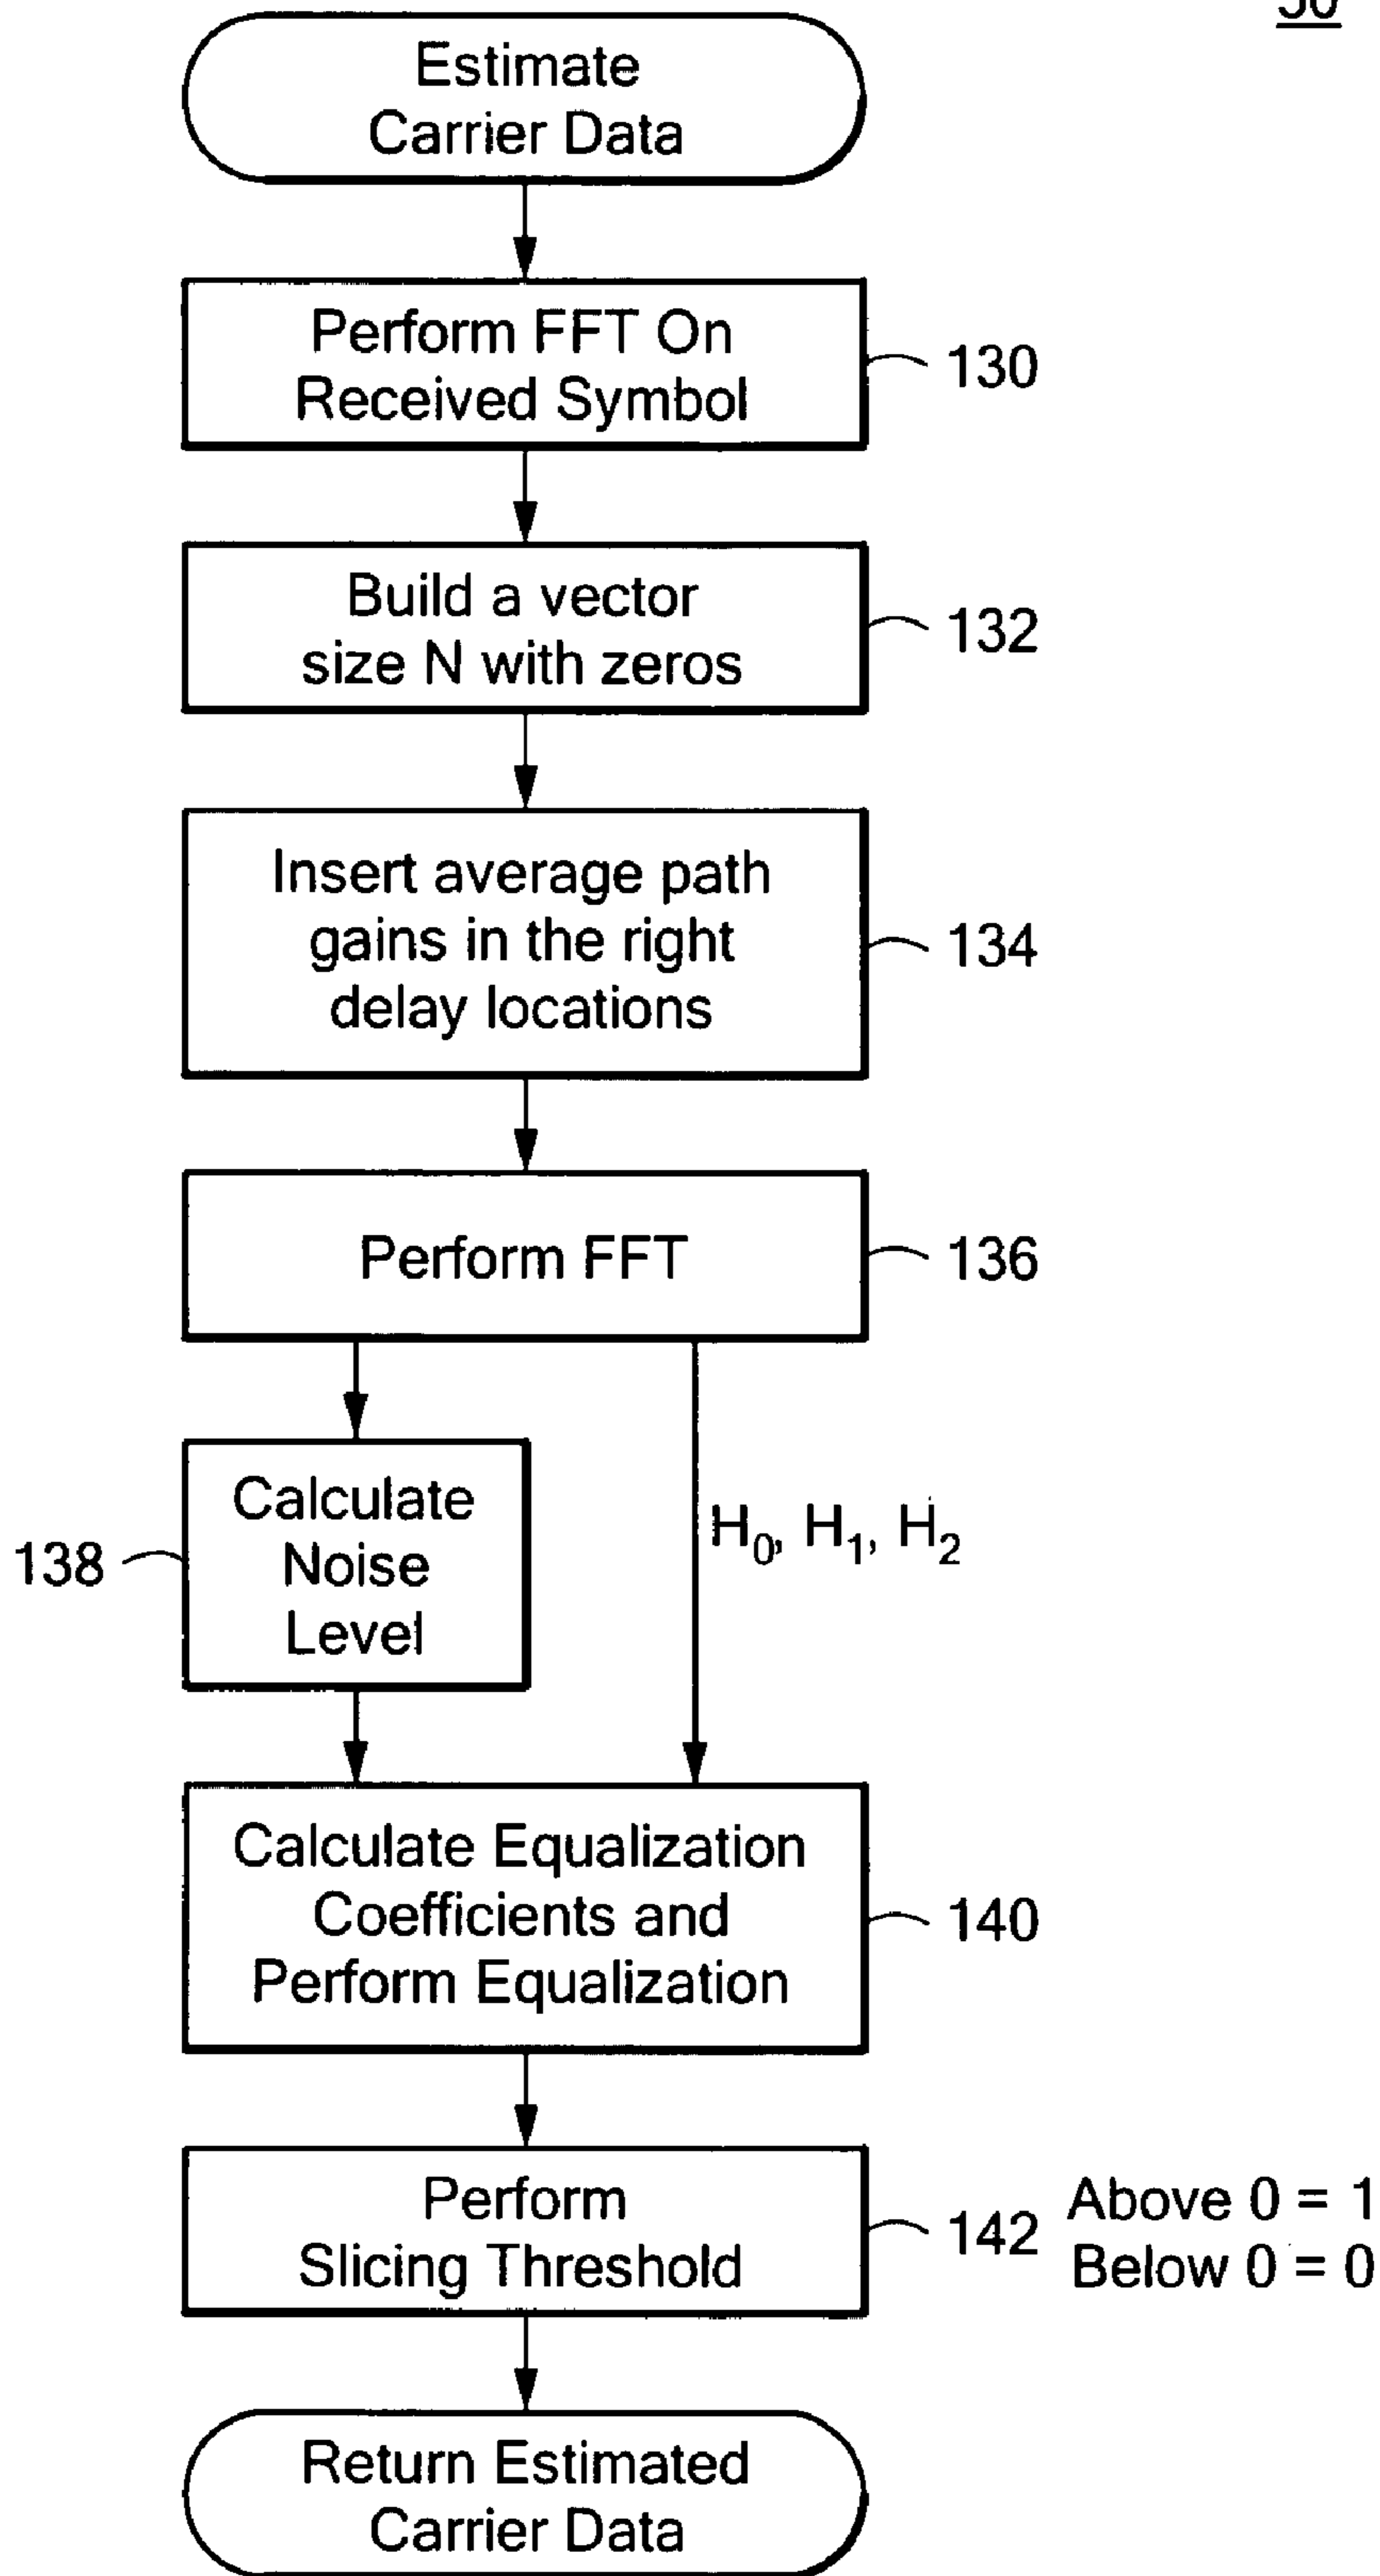 Estimate
Carrier Data
Perform FFT On
Received Symbol
130
Build a vector
size N with zeros
132
Insert average path
gains in the right
delay locations
134
Perform FFT
136
Calculate
Noise
Level
138
H0, H1, H2
Calculate Equalization
Coefficients and
Perform Equalization
140
Perform
Slicing Threshold
142
Above 0 = 1
Below 0 = 0
Return Estimated
Carrier Data